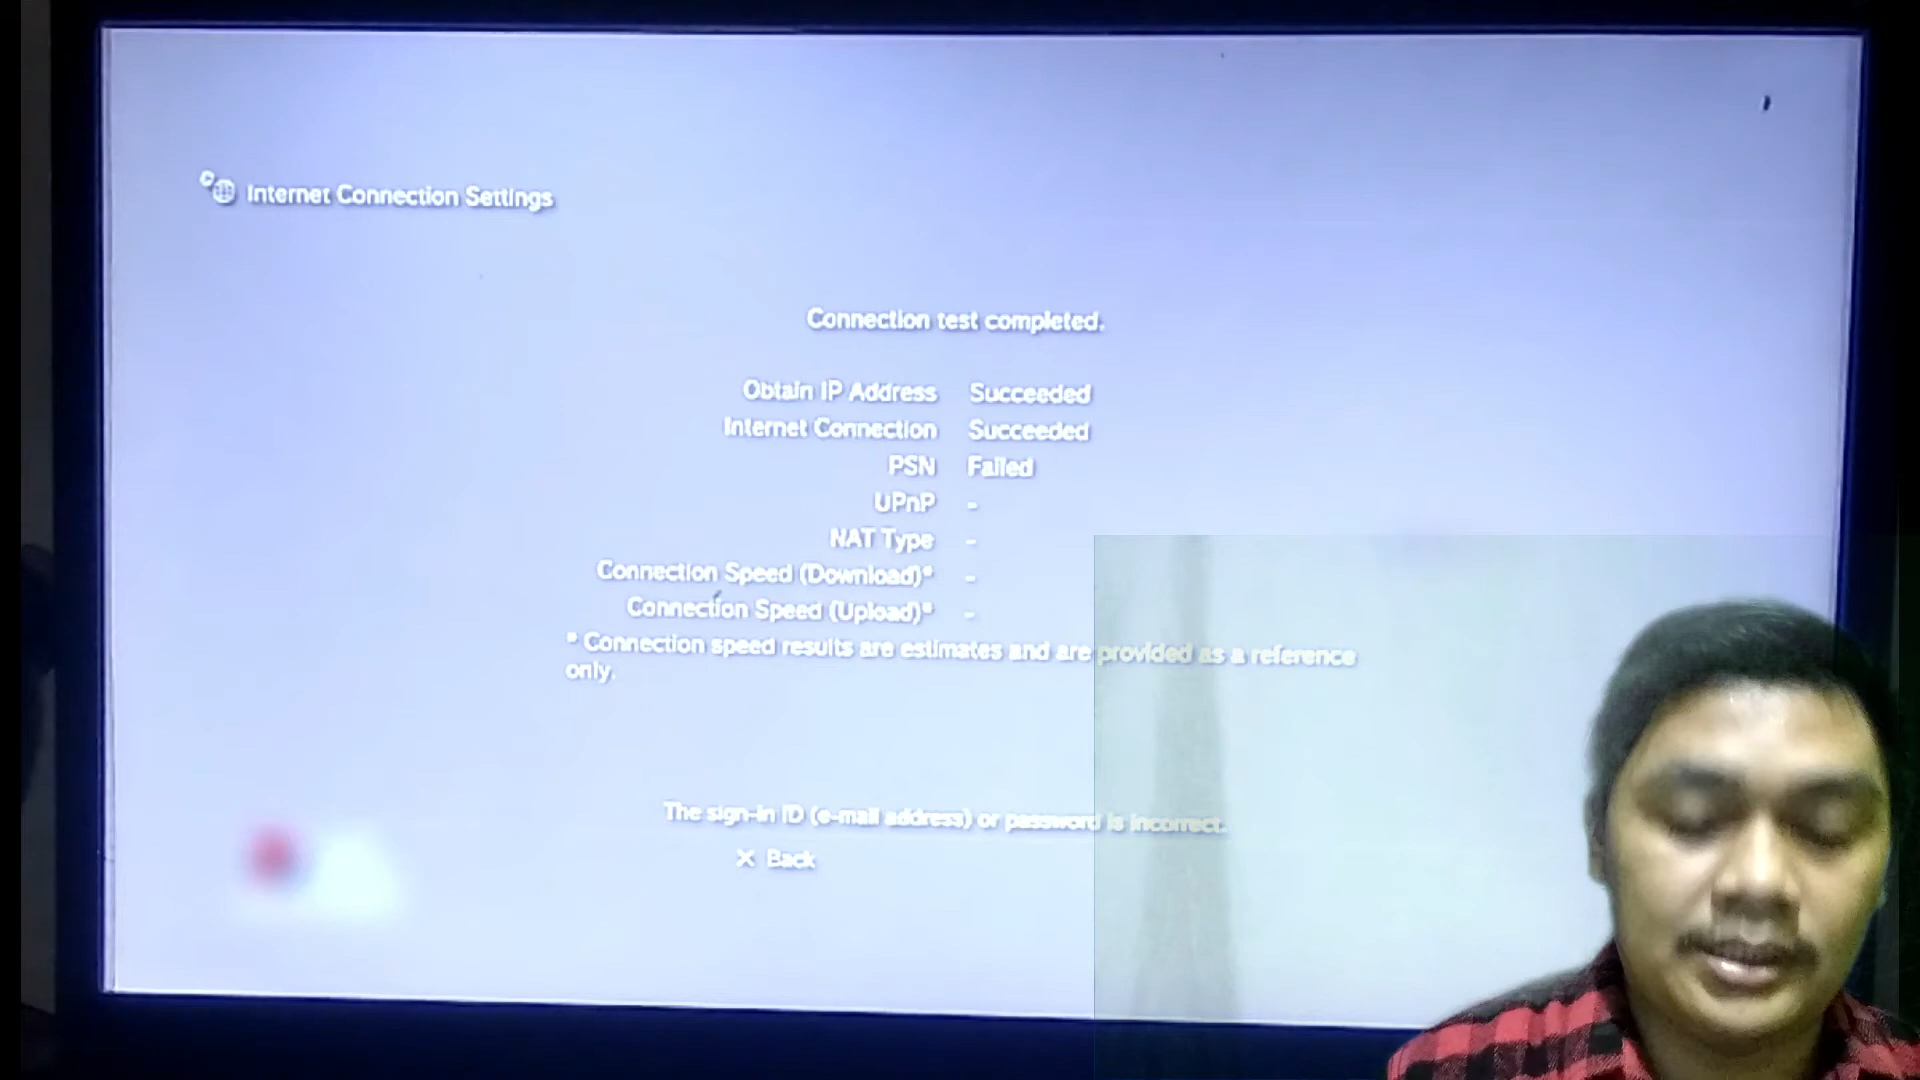 Internet Connection Settings
Connection test completed.
Obtain IP Address Succeeded
Internet Connection Succeeded
PSN Failed
UPnP -
NAT Type -
Connection Speed (Download)* -
Connection Speed (Upload)* -
* Connection speed results are estimates and are provided as a reference
only.
The sign-in ID (e-mail address) or password is incorrect.
X Back